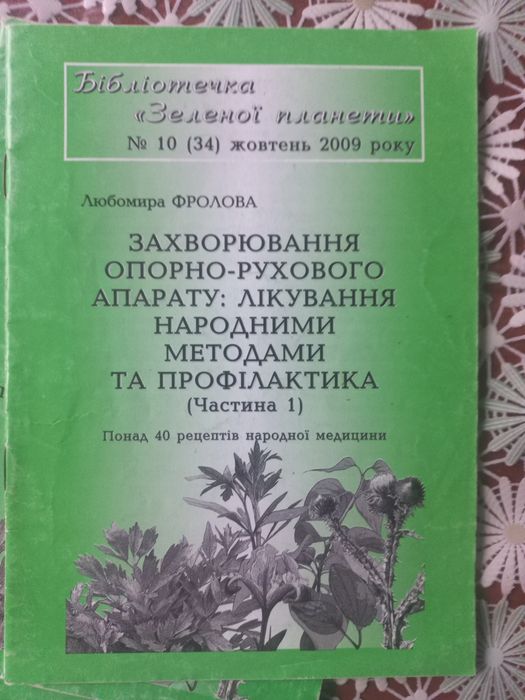 Бібліотечка
«Зеленої планети»
№ 10 (34) жовтень 2009 року
Любомира ФРОЛОВА
ЗАХВОРЮВАННЯ
ОПОРНО-РУХОВОГО
АПАРАТУ: ЛІКУВАННЯ
НАРОДНИМИ
МЕТОДАМИ
ТА ПРОФІЛАКТИКА
(Частина 1)
Понад 40 рецептів народної медицини